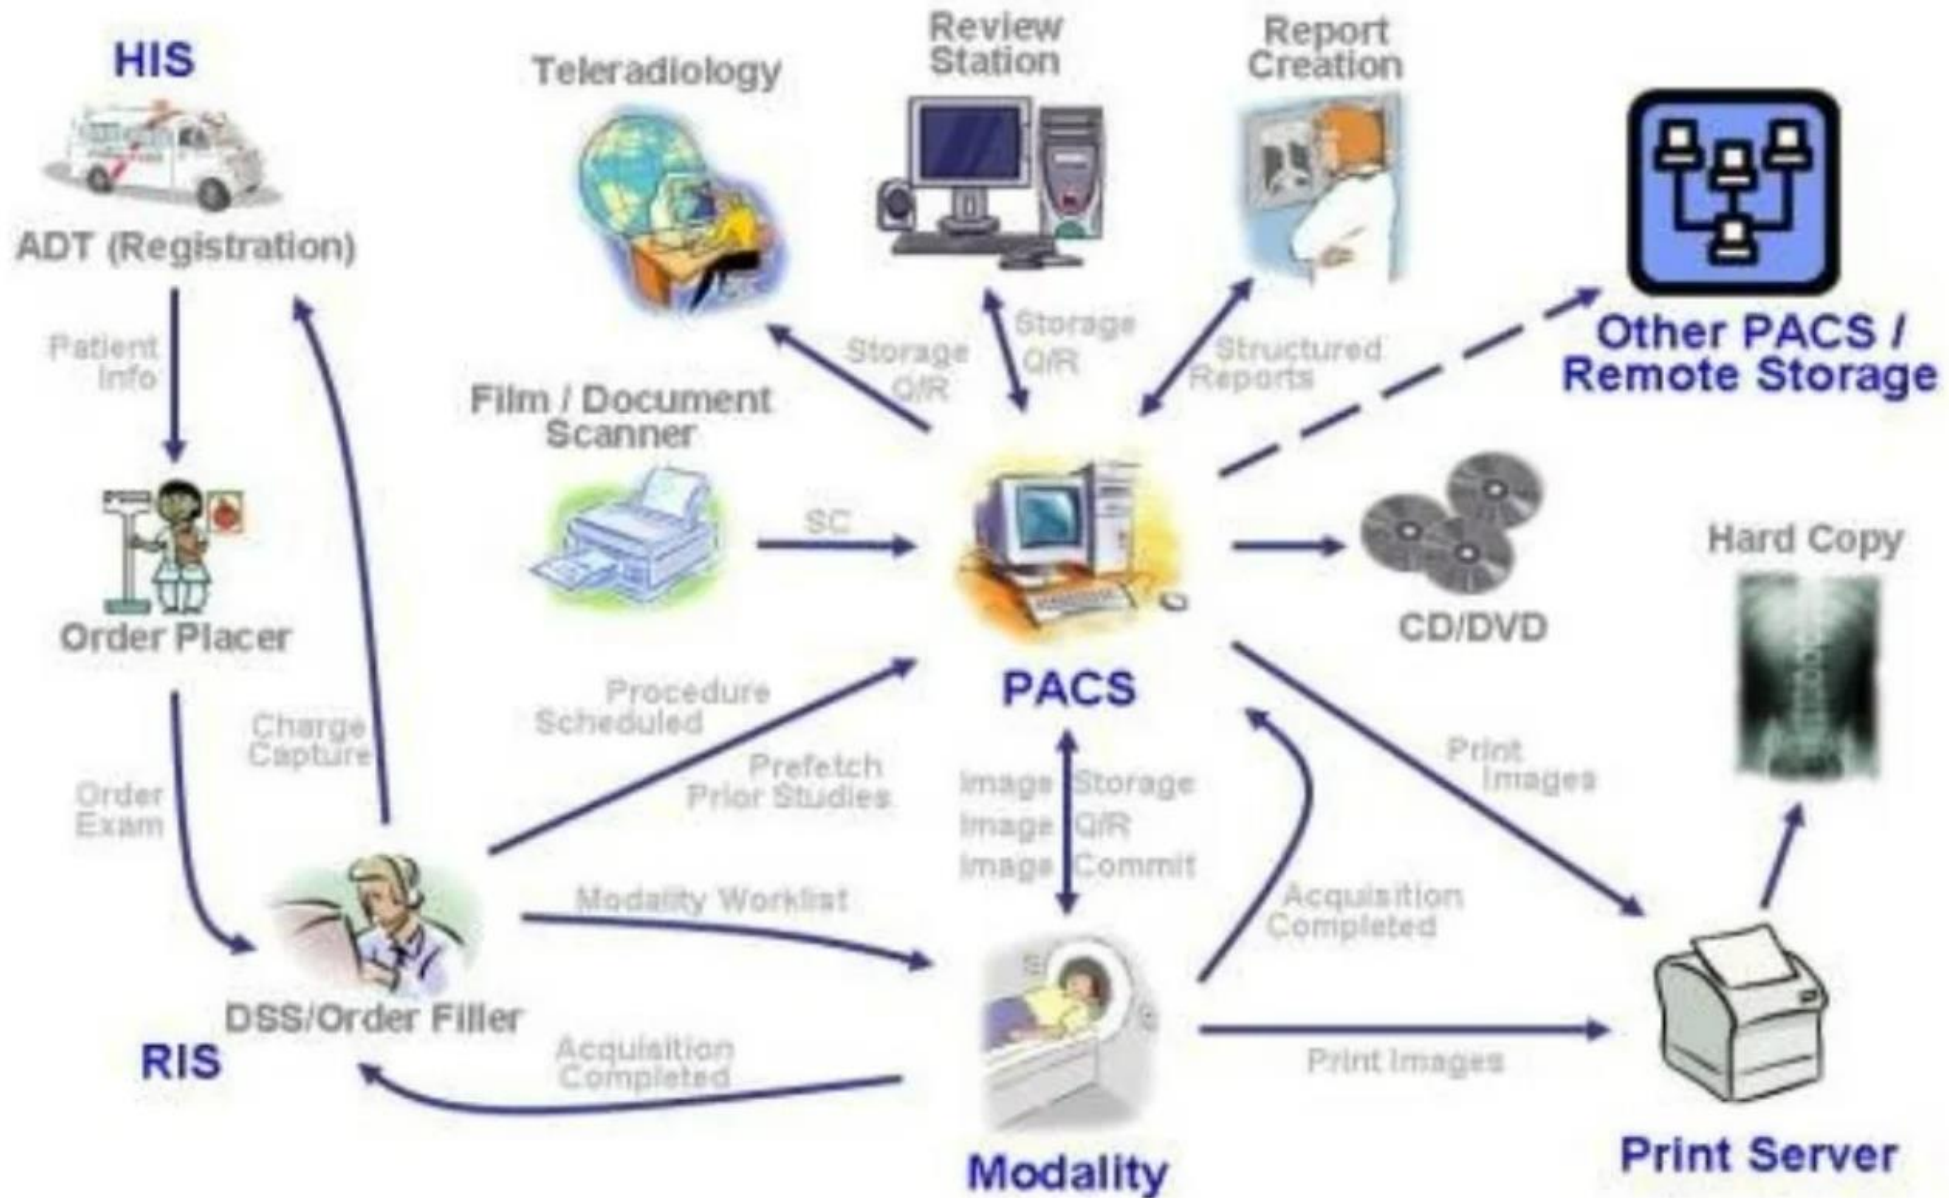 HIS
ADT (Registration)
Patient
Info
Order Placer
Order
Exam
Charge
Capture
DSS/Order Filler
RIS
Teleradiology
Review
Station
Report
Creation
Other PACS /
Remote Storage
Storage
Q/R
Storage
Q/R
Structured
Reports
Film / Document
Scanner
SC
PACS
CD/DVD
Hard Copy
Procedure
Scheduled
Prefetch
Prior Studies
Image Storage
Image Q/R
Image Commit
Print
Images
Modality Worklist
Acquisition
Completed
Acquisition
Completed
Print Images
Modality
Print Server